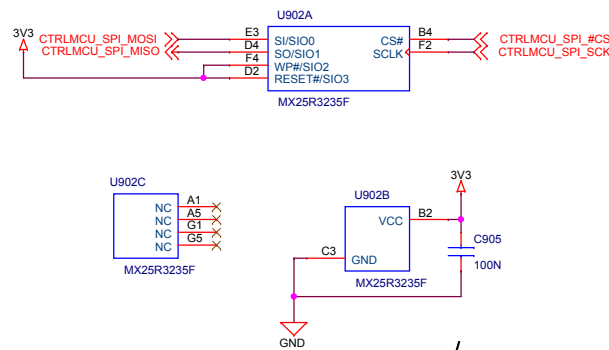 U902A
3V3
CTRLMCU_SPI_MOSI E3 SI/SIO0 CS# B4 CTRLMCU_SPI_#CS
CTRLMCU_SPI_MISO D4 SO/SIO1 SCLK F2 CTRLMCU_SPI_SCK
F4 WP#/SIO2
D2 RESET#/SIO3
MX25R3235F
U902C
NC A1
NC A5
NC G1
NC G5
MX25R3235F
U902B
3V3
VCC B2
C3 GND
C905
100N
MX25R3235F
GND